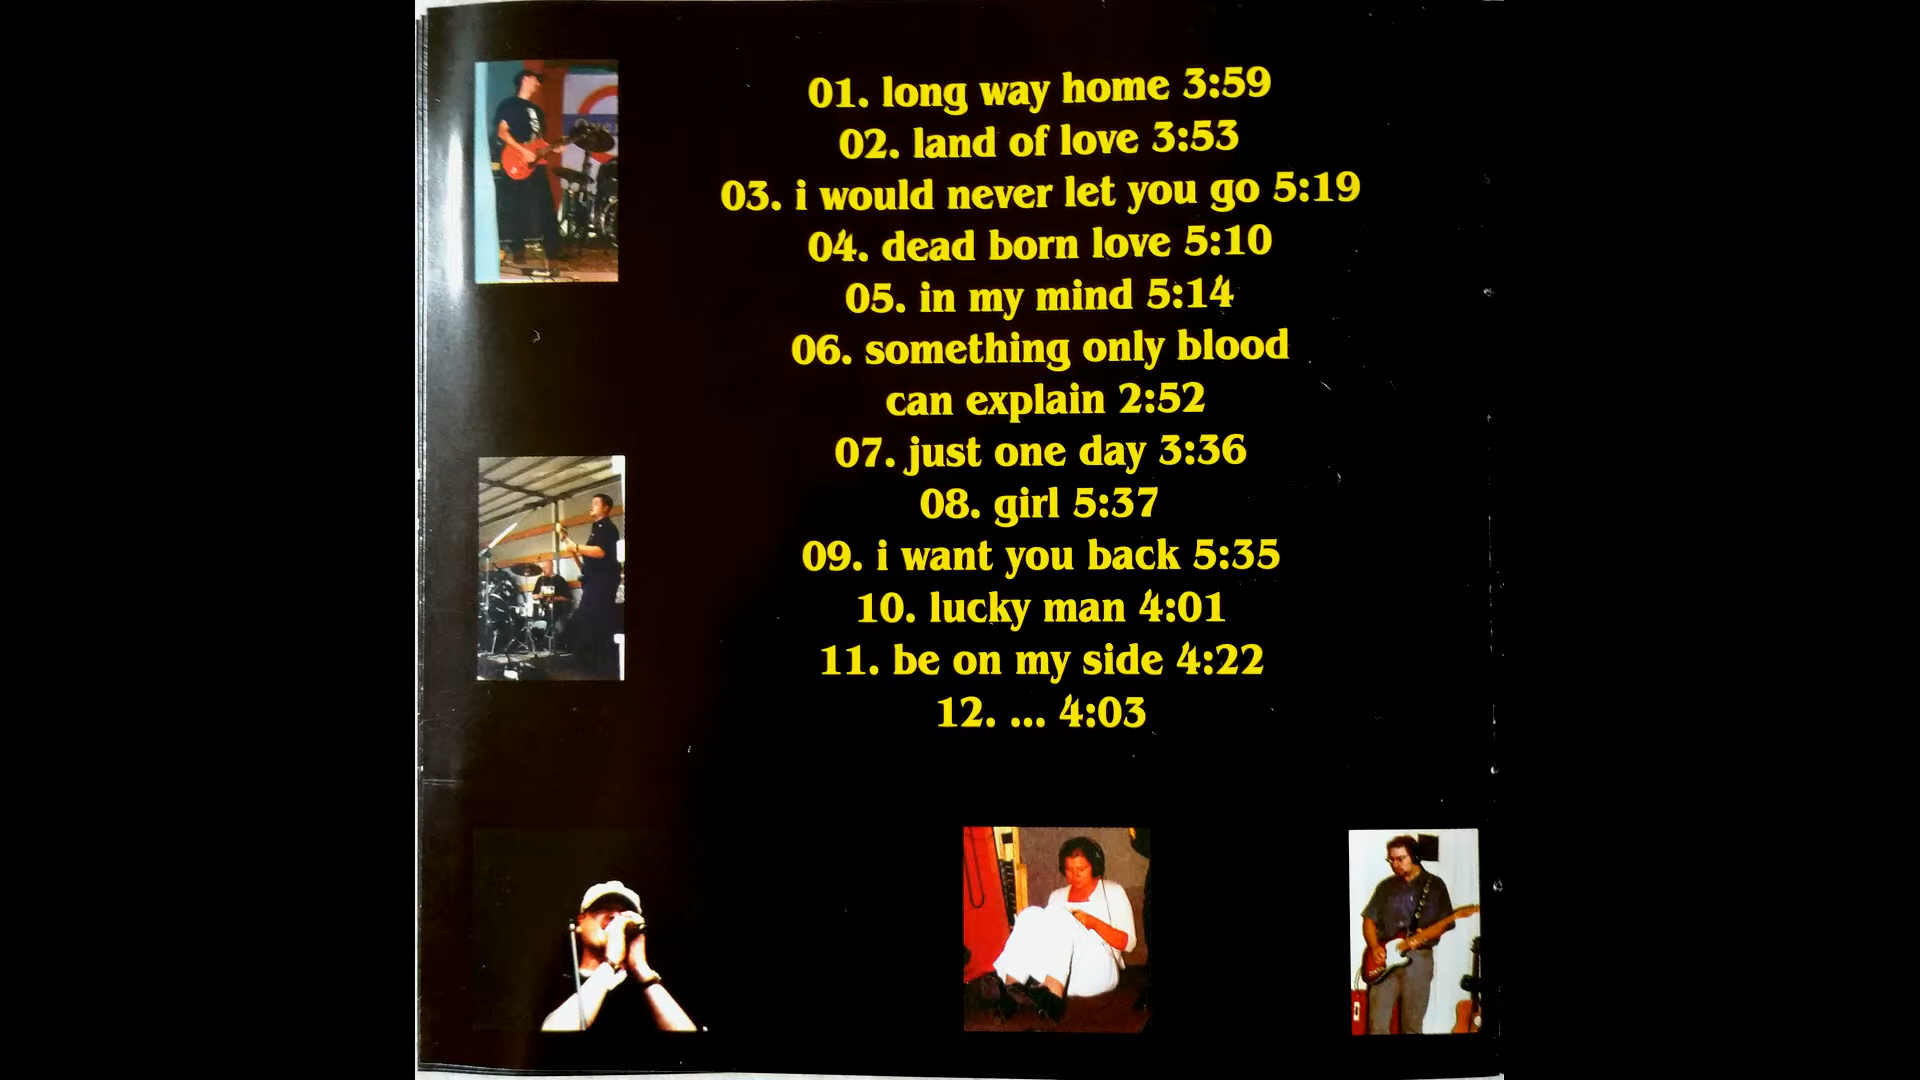 01. long way home 3:59
02. land of love 3:53
03. i would never let you go 5:19
04. dead born love 5:10
05. in my mind 5:14
06. something only blood
can explain 2:52
07. just one day 3:36
08. girl 5:37
09. i want you back 5:35
10. lucky man 4:01
11. be on my side 4:22
12. ... 4:03